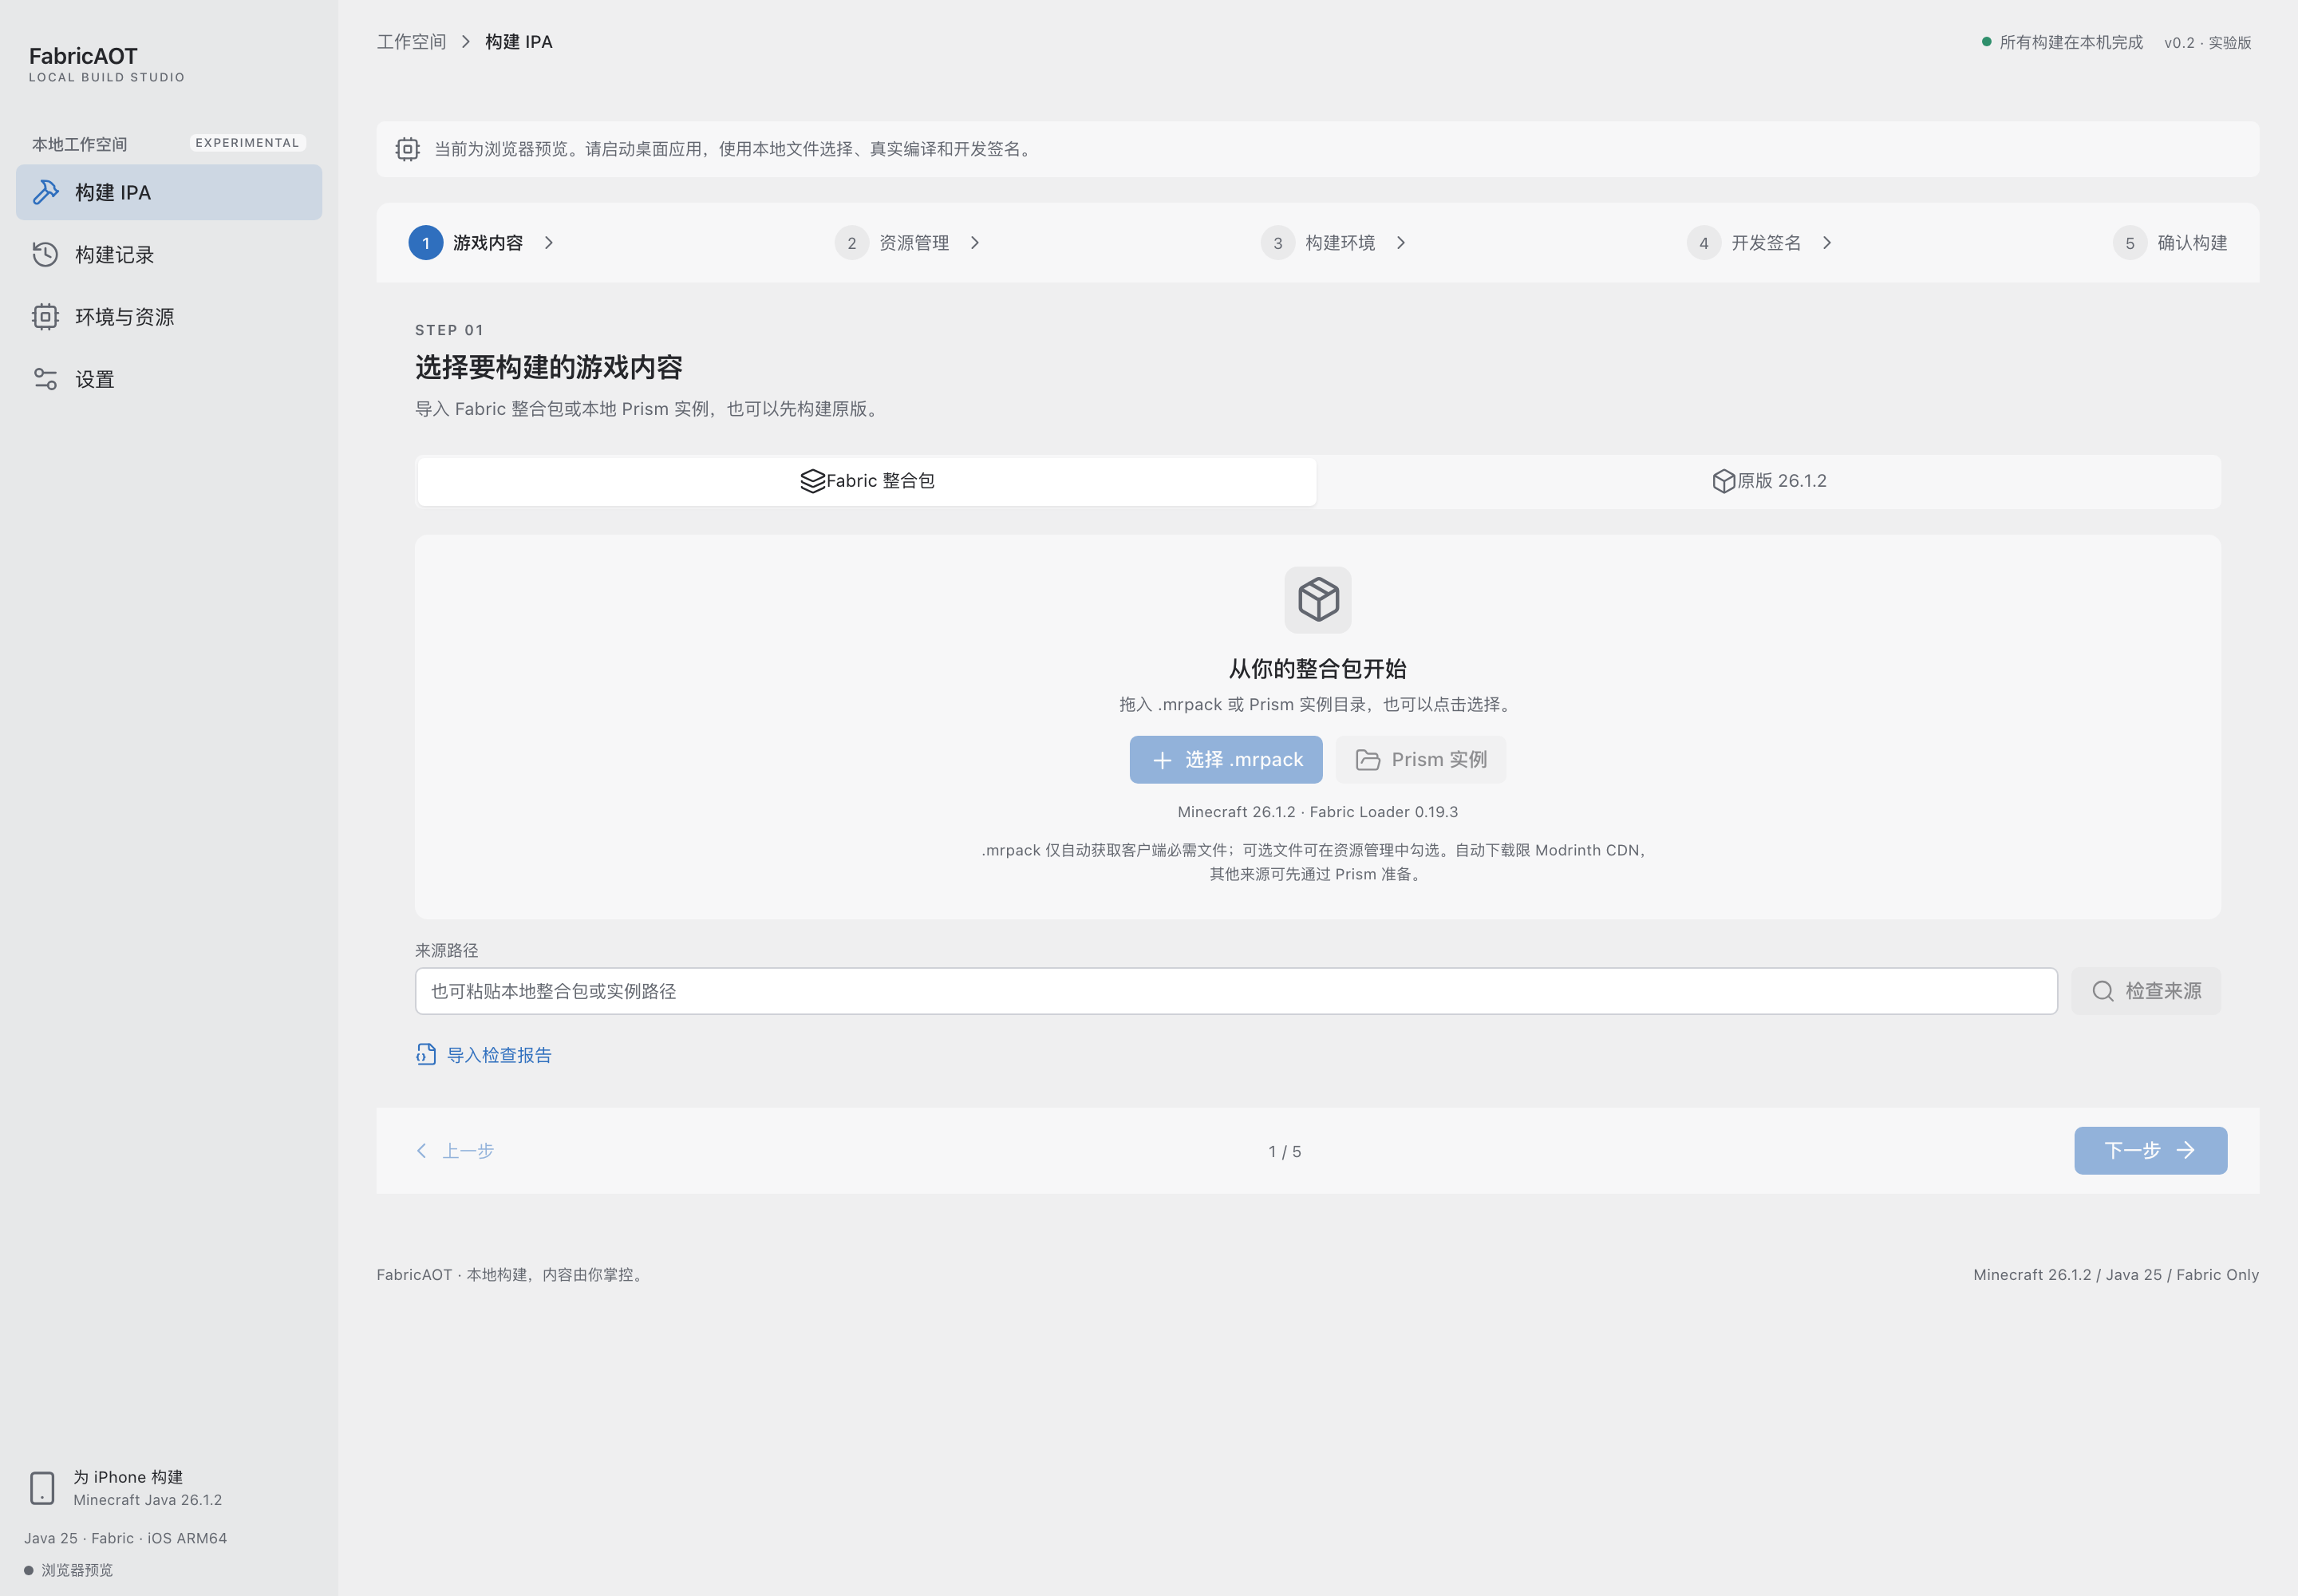 FabricAOT
LOCAL BUILD STUDIO
本地工作空间 EXPERIMENTAL
构建 IPA
构建记录
环境与资源
设置
为 iPhone 构建
Minecraft Java 26.1.2
Java 25 · Fabric · iOS ARM64
浏览器预览
工作空间 构建 IPA
所有构建在本机完成 v0.2 · 实验版
当前为浏览器预览。请启动桌面应用，使用本地文件选择、真实编译和开发签名。
1 游戏内容 2 资源管理 3 构建环境 4 开发签名 5 确认构建
STEP 01
选择要构建的游戏内容
导入 Fabric 整合包或本地 Prism 实例，也可以先构建原版。
Fabric 整合包 原版 26.1.2
从你的整合包开始
拖入 .mrpack 或 Prism 实例目录，也可以点击选择。
选择 .mrpack Prism 实例
Minecraft 26.1.2 · Fabric Loader 0.19.3
.mrpack 仅自动获取客户端必需文件；可选文件可在资源管理中勾选。自动下载限 Modrinth CDN，
其他来源可先通过 Prism 准备。
来源路径
也可粘贴本地整合包或实例路径 检查来源
导入检查报告
上一步 1 / 5 下一步
FabricAOT · 本地构建，内容由你掌控。 Minecraft 26.1.2 / Java 25 / Fabric Only